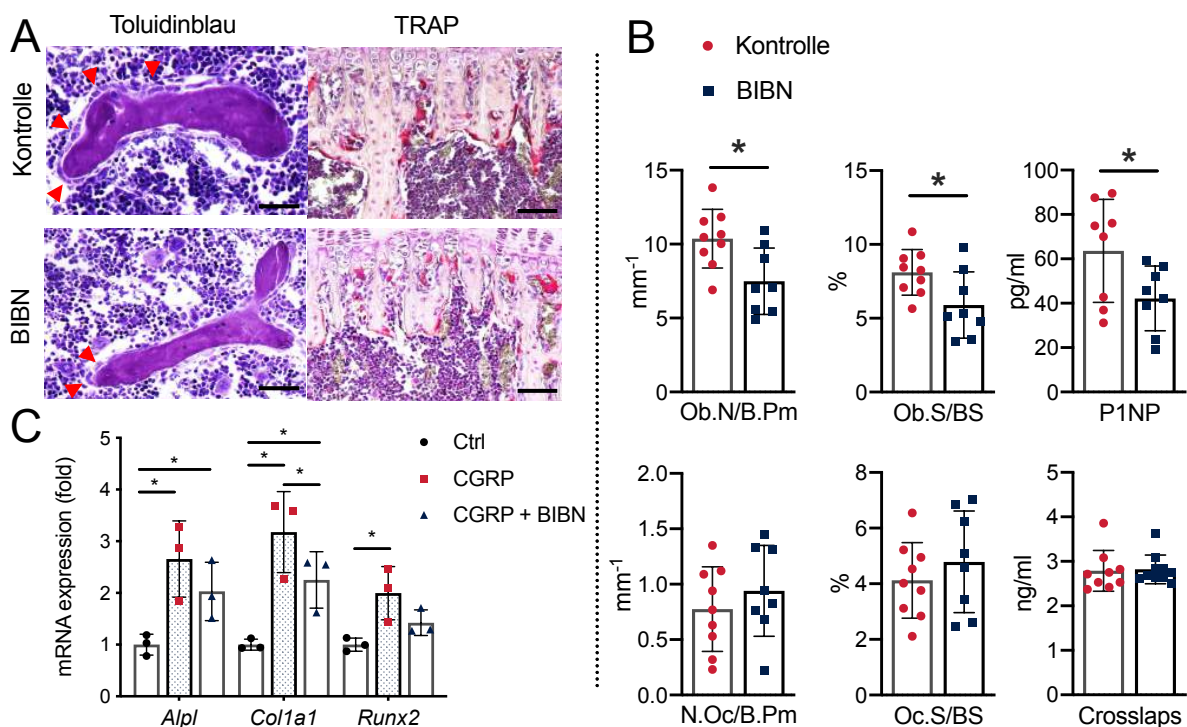 A
Toluidinblau
TRAP
Kontrolle
BIBN
B
Kontrolle
BIBN
*
15
10
5
0
mm-1
Ob.N/B.Pm
*
15
10
5
0
%
Ob.S/BS
*
100
80
60
40
20
0
pg/ml
P1NP
2.0
1.5
1.0
0.5
0.0
mm-1
N.Oc/B.Pm
8
6
4
2
0
%
Oc.S/BS
5
4
3
2
1
0
ng/ml
Crosslaps
C
Ctrl
CGRP
CGRP + BIBN
mRNA expression (fold)
5
4
3
2
1
0
*
*
*
*
*
*
Alpl
Col1a1
Runx2